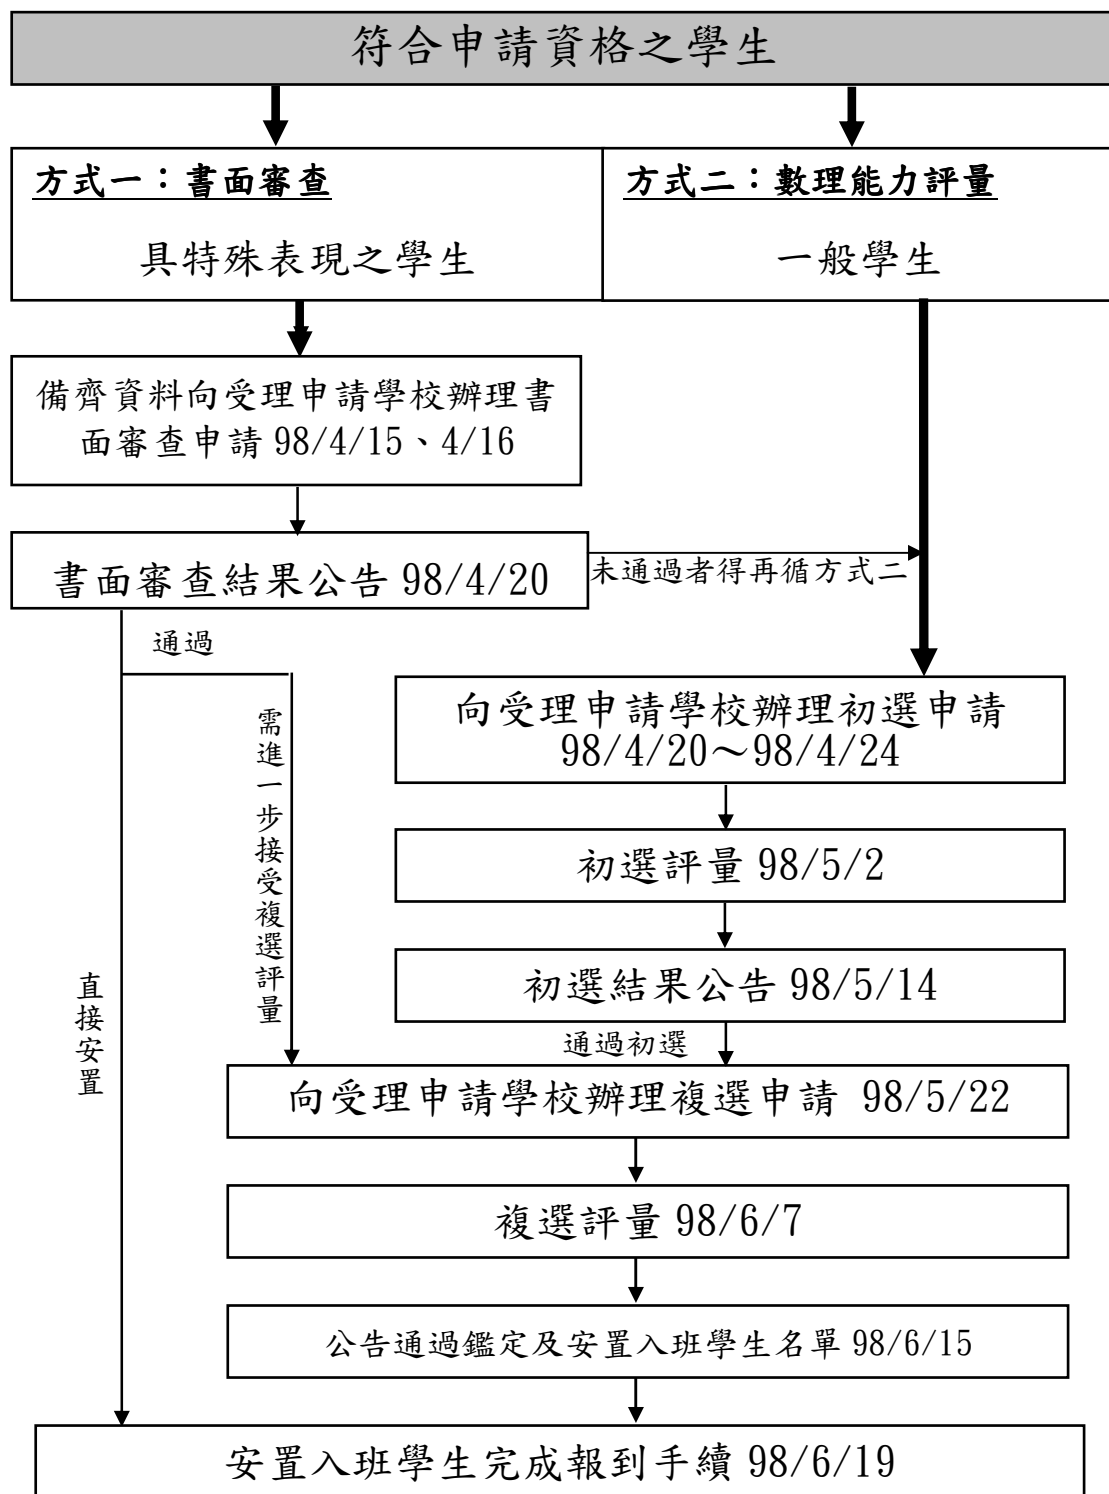 符合申請資格之學生
方式一：書面審查
具特殊表現之學生
方式二：數理能力評量
一般學生
備齊資料向受理申請學校辦理書
面審查申請 98/4/15、4/16
書面審查結果公告 98/4/20
未通過者得再循方式二
通過
需進一步接受複選評量
直接安置
向受理申請學校辦理初選申請
98/4/20～98/4/24
初選評量 98/5/2
初選結果公告 98/5/14
通過初選
向受理申請學校辦理複選申請 98/5/22
複選評量 98/6/7
公告通過鑑定及安置入班學生名單 98/6/15
安置入班學生完成報到手續 98/6/19